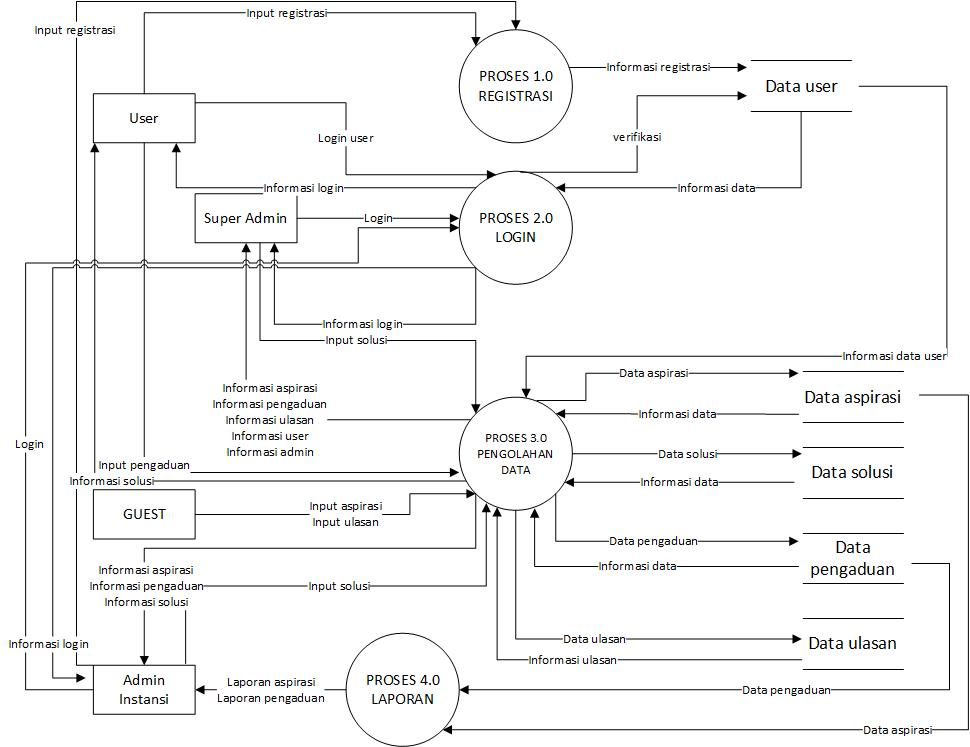 Input registrasi
Input registrasi
PROSES 1.0
REGISTRASI
Informasi registrasi
Data user
User
Login user
verifikasi
Informasi login
Informasi data
Super Admin
Login
PROSES 2.0
LOGIN
Informasi login
Input solusi
Informasi data user
Data aspirasi
Data aspirasi
Informasi data
Informasi aspirasi
Informasi pengaduan
Informasi ulasan
Informasi user
Informasi admin
PROSES 3.0
PENGOLAHAN
DATA
Login
Data solusi
Data solusi
Informasi data
Input pengaduan
Informasi solusi
GUEST
Input aspirasi
Input ulasan
Data pengaduan
Informasi data
Data
pengaduan
Informasi aspirasi
Informasi pengaduan
Informasi solusi
Input solusi
Data ulasan
Informasi ulasan
Data ulasan
Informasi login
Admin
Instansi
Laporan aspirasi
Laporan pengaduan
PROSES 4.0
LAPORAN
Data pengaduan
Data aspirasi